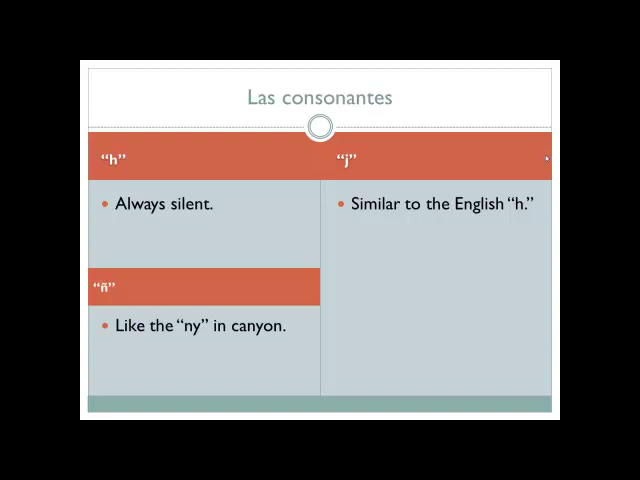 Las consonantes
“h”
“j”
Always silent.
Similar to the English “h.”
“ñ”
Like the “ny” in canyon.